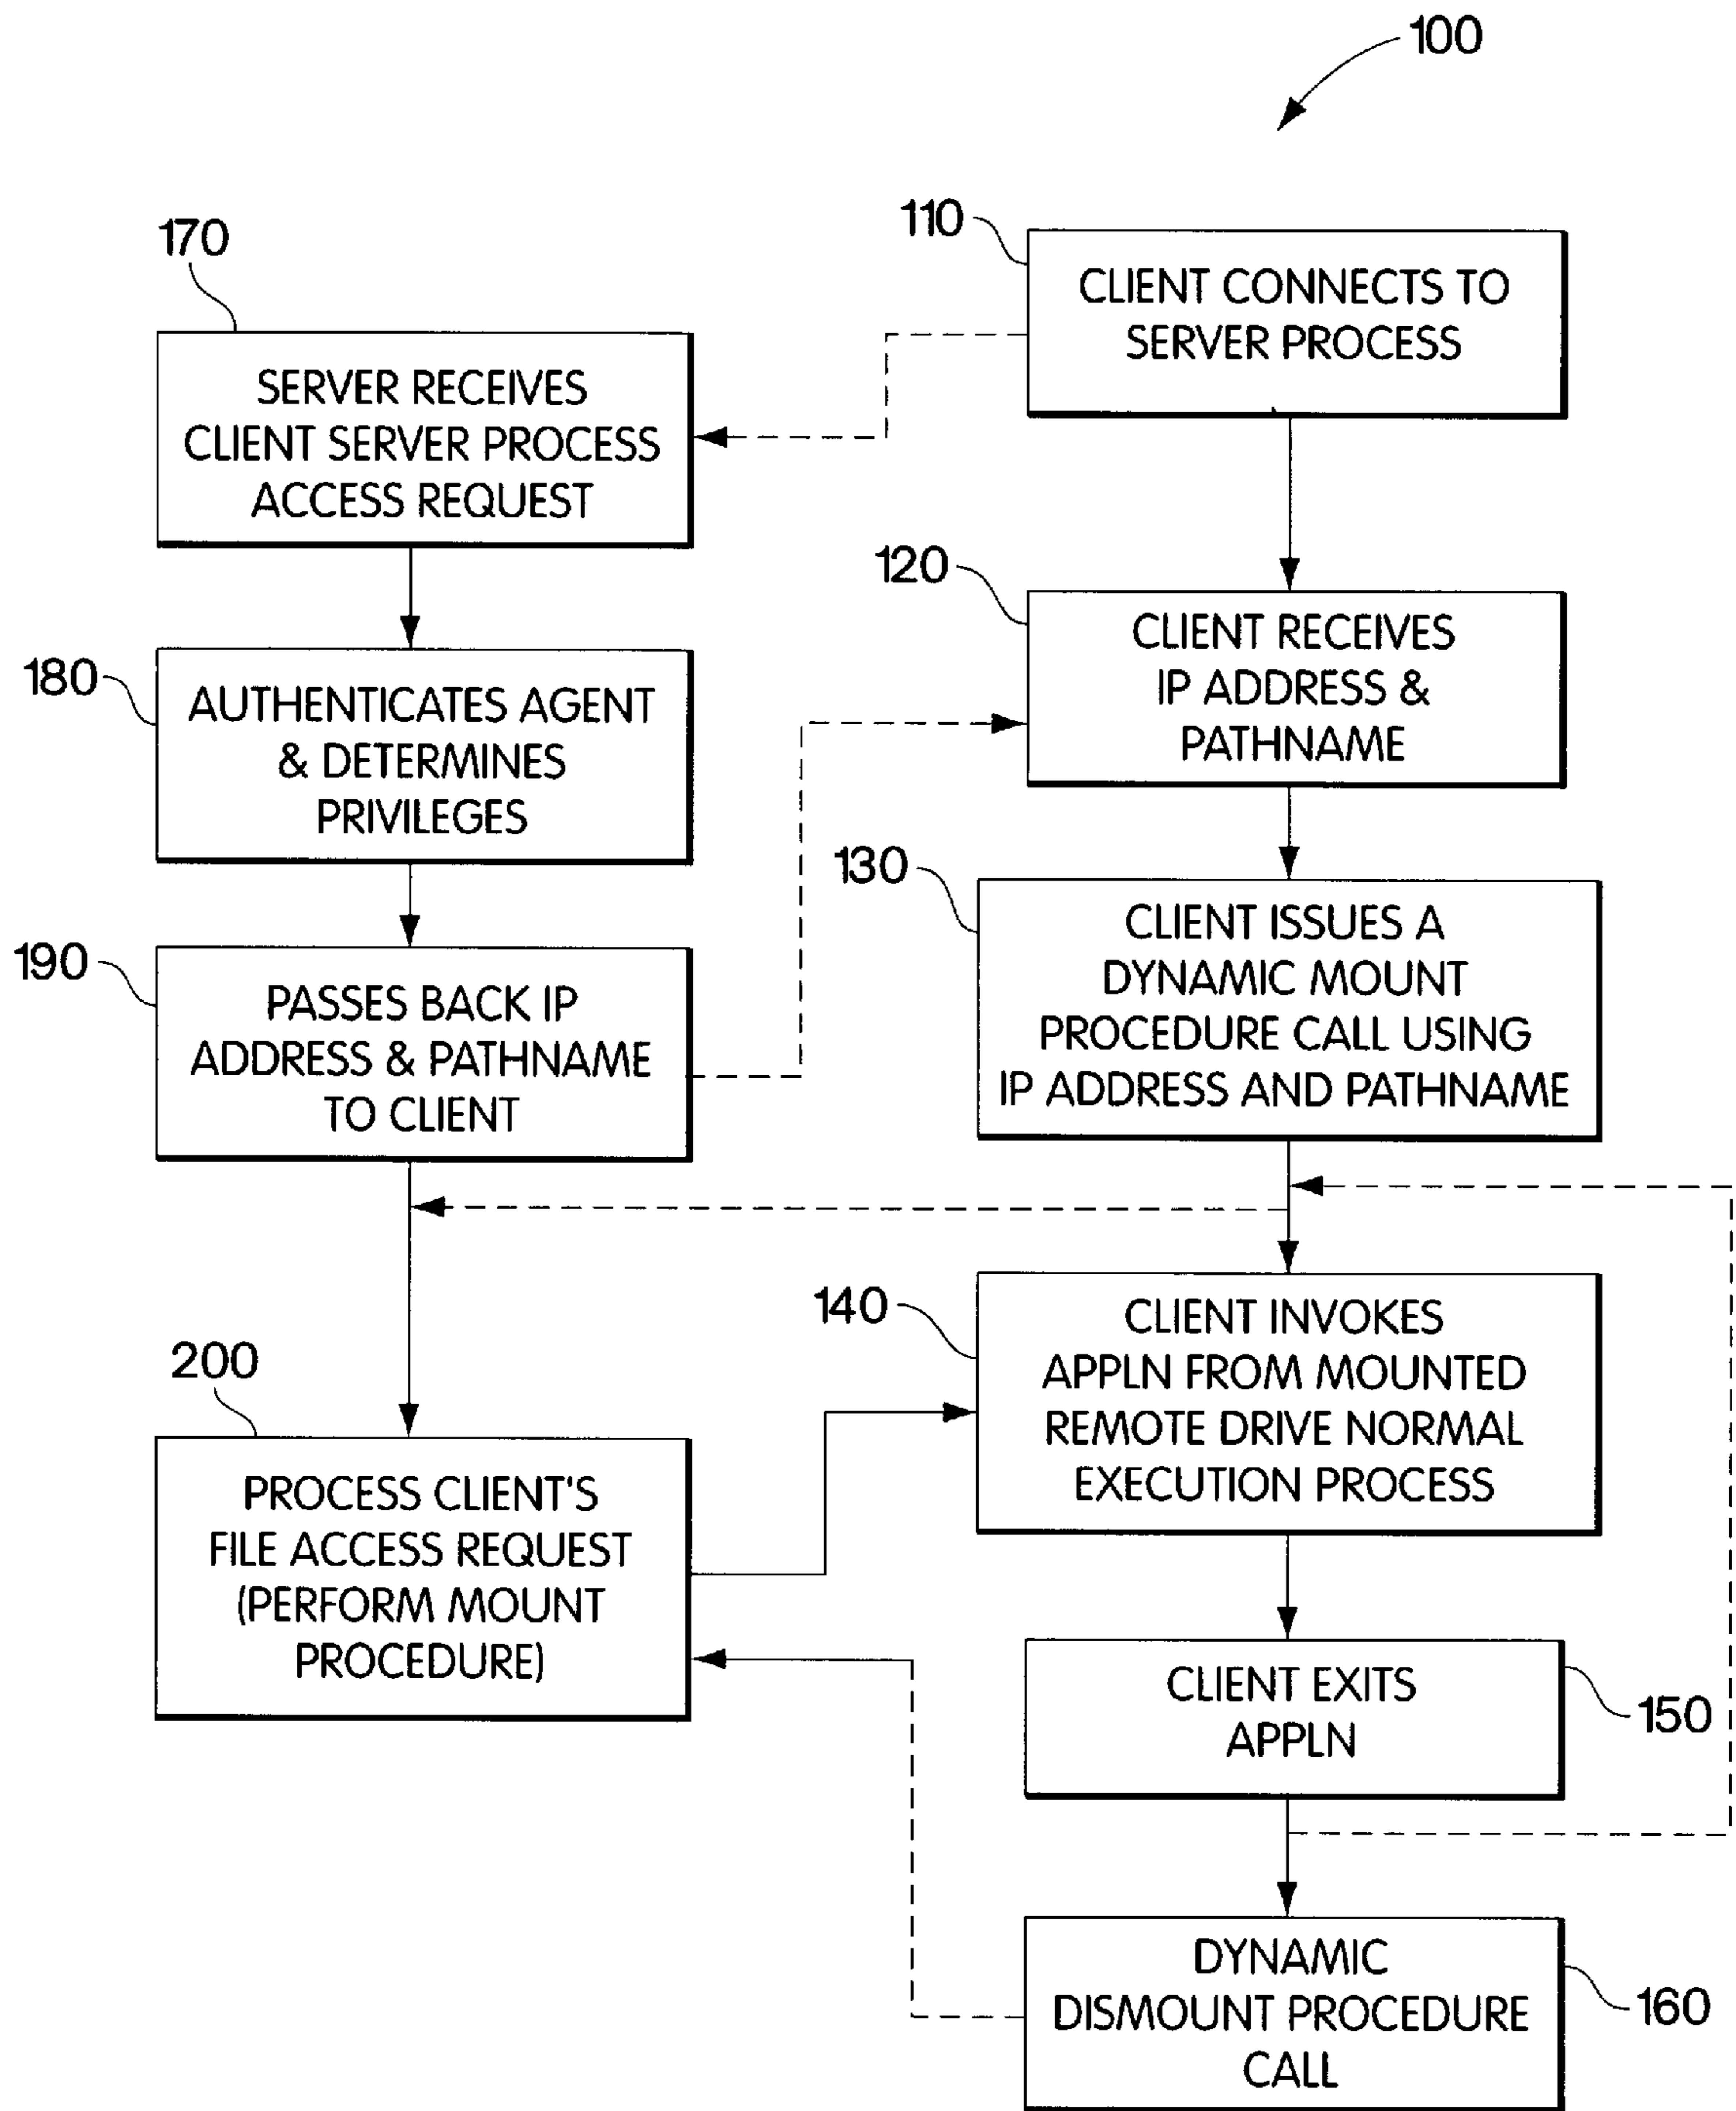 100
110
CLIENT CONNECTS TO
SERVER PROCESS
170
SERVER RECEIVES
CLIENT SERVER PROCESS
ACCESS REQUEST
120
CLIENT RECEIVES
IP ADDRESS &
PATHNAME
180
AUTHENTICATES AGENT
& DETERMINES
PRIVILEGES
130
CLIENT ISSUES A
DYNAMIC MOUNT
PROCEDURE CALL USING
IP ADDRESS AND PATHNAME
190
PASSES BACK IP
ADDRESS & PATHNAME
TO CLIENT
140
CLIENT INVOKES
APPLN FROM MOUNTED
REMOTE DRIVE NORMAL
EXECUTION PROCESS
200
PROCESS CLIENT'S
FILE ACCESS REQUEST
(PERFORM MOUNT
PROCEDURE)
CLIENT EXITS
APPLN
150
DYNAMIC
DISMOUNT PROCEDURE
CALL
160